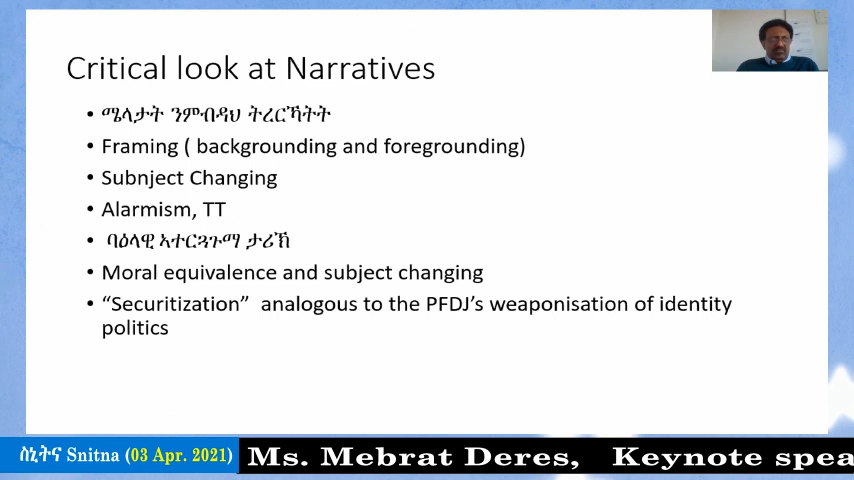 Critical look at Narratives
• ሜላታት ንምብዳህ ትረርኻትት
• Framing ( backgrounding and foregrounding)
• Subnject Changing
• Alarmism, TT
• በዕላዊ ኣተርጓጉማ ታሪኽ
• Moral equivalence and subject changing
• “Securitization” analogous to the PFDJ’s weaponisation of identity
politics
ስኒትና Snitna (03 Apr. 2021) Ms. Mebrat Deres, Keynote spea